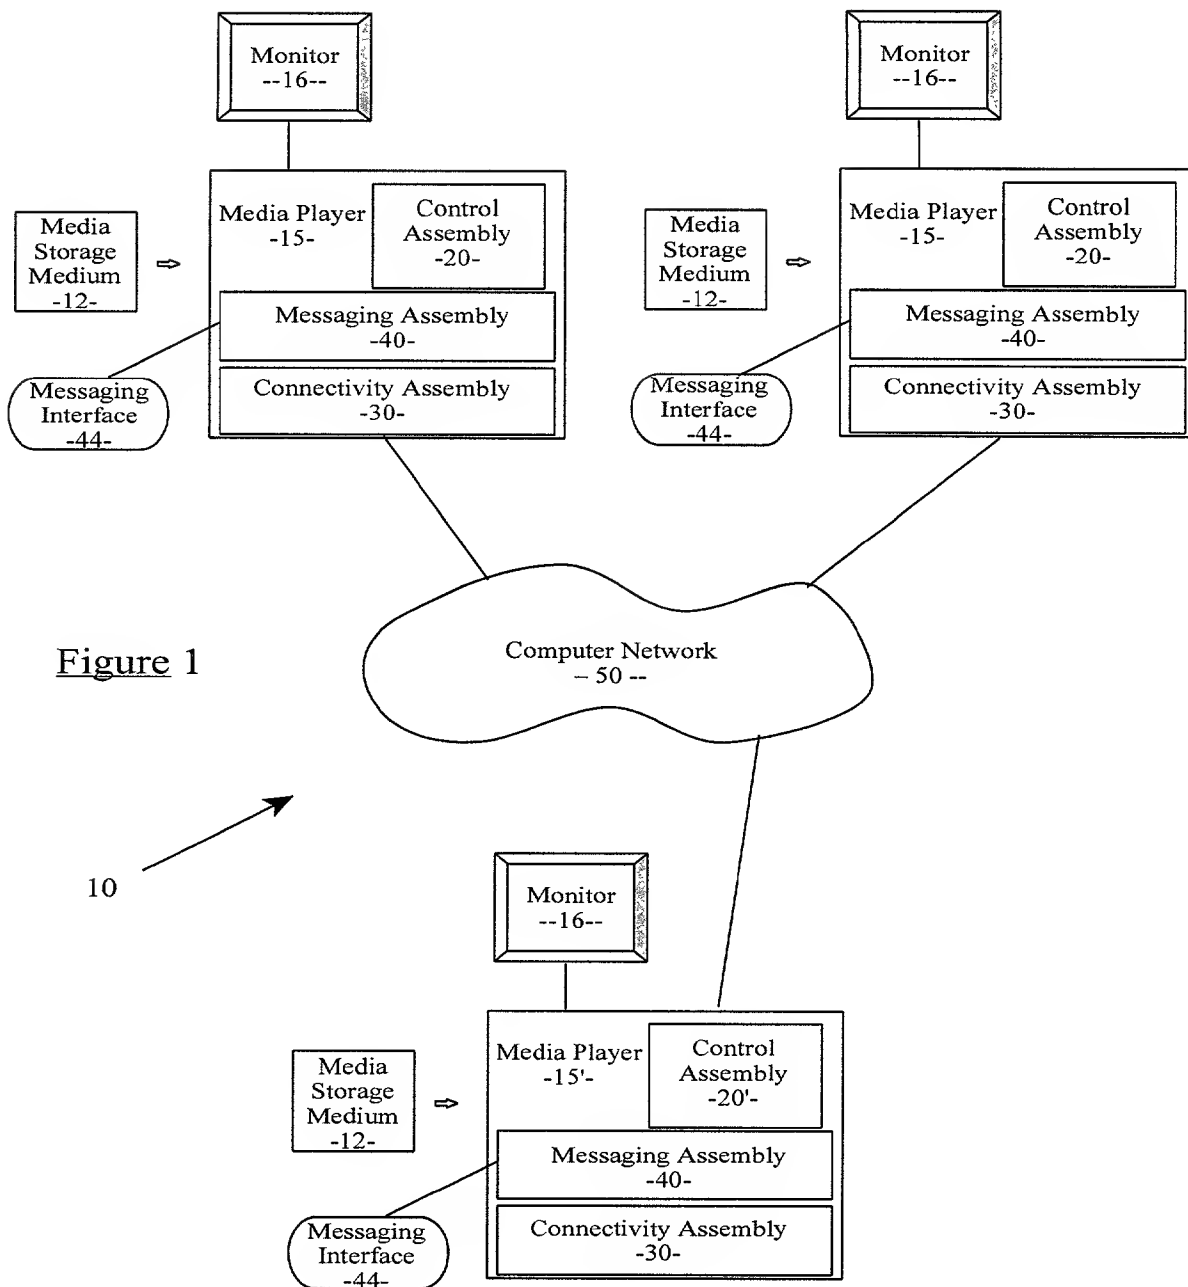 Monitor
--16--
Media Player
-15-
Control
Assembly
-20-
Media
Storage
Medium
-12-
Messaging Assembly
-40-
Connectivity Assembly
-30-
Messaging
Interface
-44-
Monitor
--16--
Media Player
-15-
Control
Assembly
-20-
Media
Storage
Medium
-12-
Messaging Assembly
-40-
Connectivity Assembly
-30-
Messaging
Interface
-44-
Computer Network
– 50 --
Figure 1
10
Monitor
--16--
Media Player
-15'-
Control
Assembly
-20'-
Media
Storage
Medium
-12-
Messaging Assembly
-40-
Connectivity Assembly
-30-
Messaging
Interface
-44-